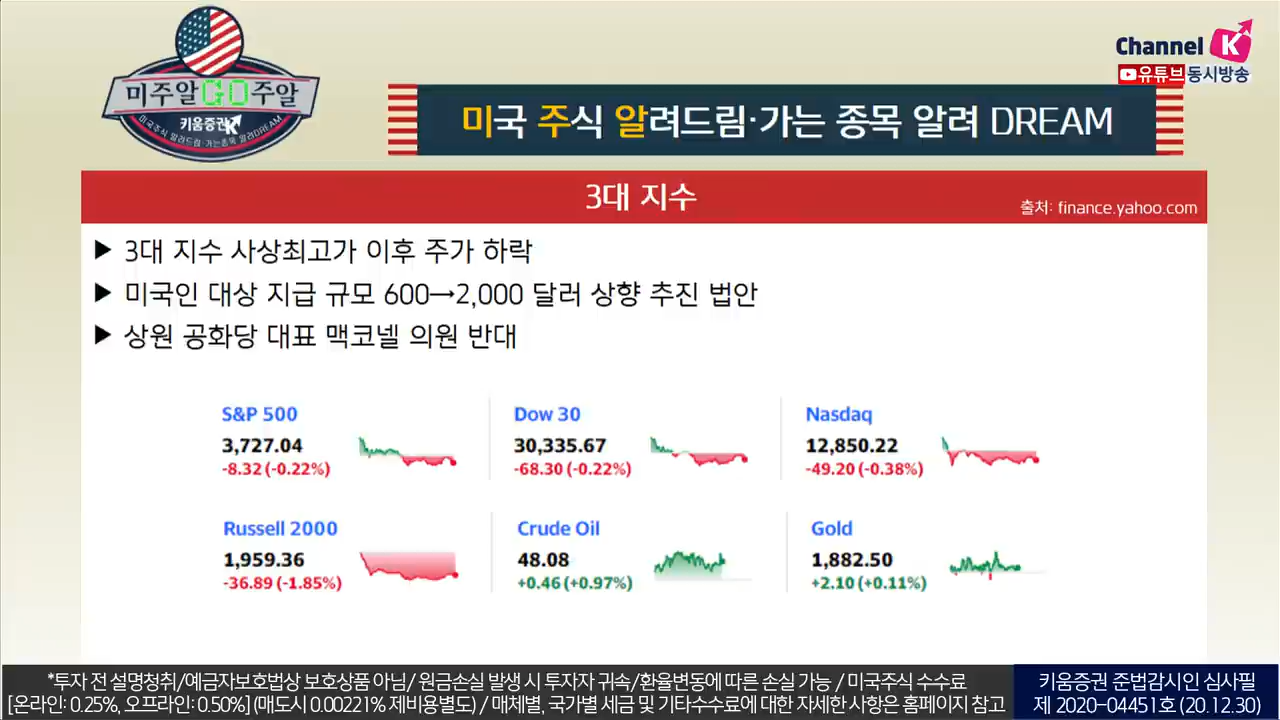 미주알GO주알
키움증권
미국주식 알려드림·가는종목 알려DREAM
Channel K
유튜브동시방송
미국 주식 알려드림·가는 종목 알려 DREAM
3대 지수
출처: finance.yahoo.com
▶ 3대 지수 사상최고가 이후 주가 하락
▶ 미국인 대상 지급 규모 600→2,000 달러 상향 추진 법안
▶ 상원 공화당 대표 맥코넬 의원 반대
S&P 500
3,727.04
-8.32 (-0.22%)
Dow 30
30,335.67
-68.30 (-0.22%)
Nasdaq
12,850.22
-49.20 (-0.38%)
Russell 2000
1,959.36
-36.89 (-1.85%)
Crude Oil
48.08
+0.46 (+0.97%)
Gold
1,882.50
+2.10 (+0.11%)
*투자 전 설명청취/예금자보호법상 보호상품 아님/ 원금손실 발생 시 투자자 귀속/환율변동에 따른 손실 가능 / 미국주식 수수료
[온라인: 0.25%, 오프라인: 0.50%] (매도시 0.00221% 제비용별도) / 매체별, 국가별 세금 및 기타수수료에 대한 자세한 사항은 홈페이지 참고
키움증권 준법감시인 심사필
제 2020-04451호 (20.12.30)